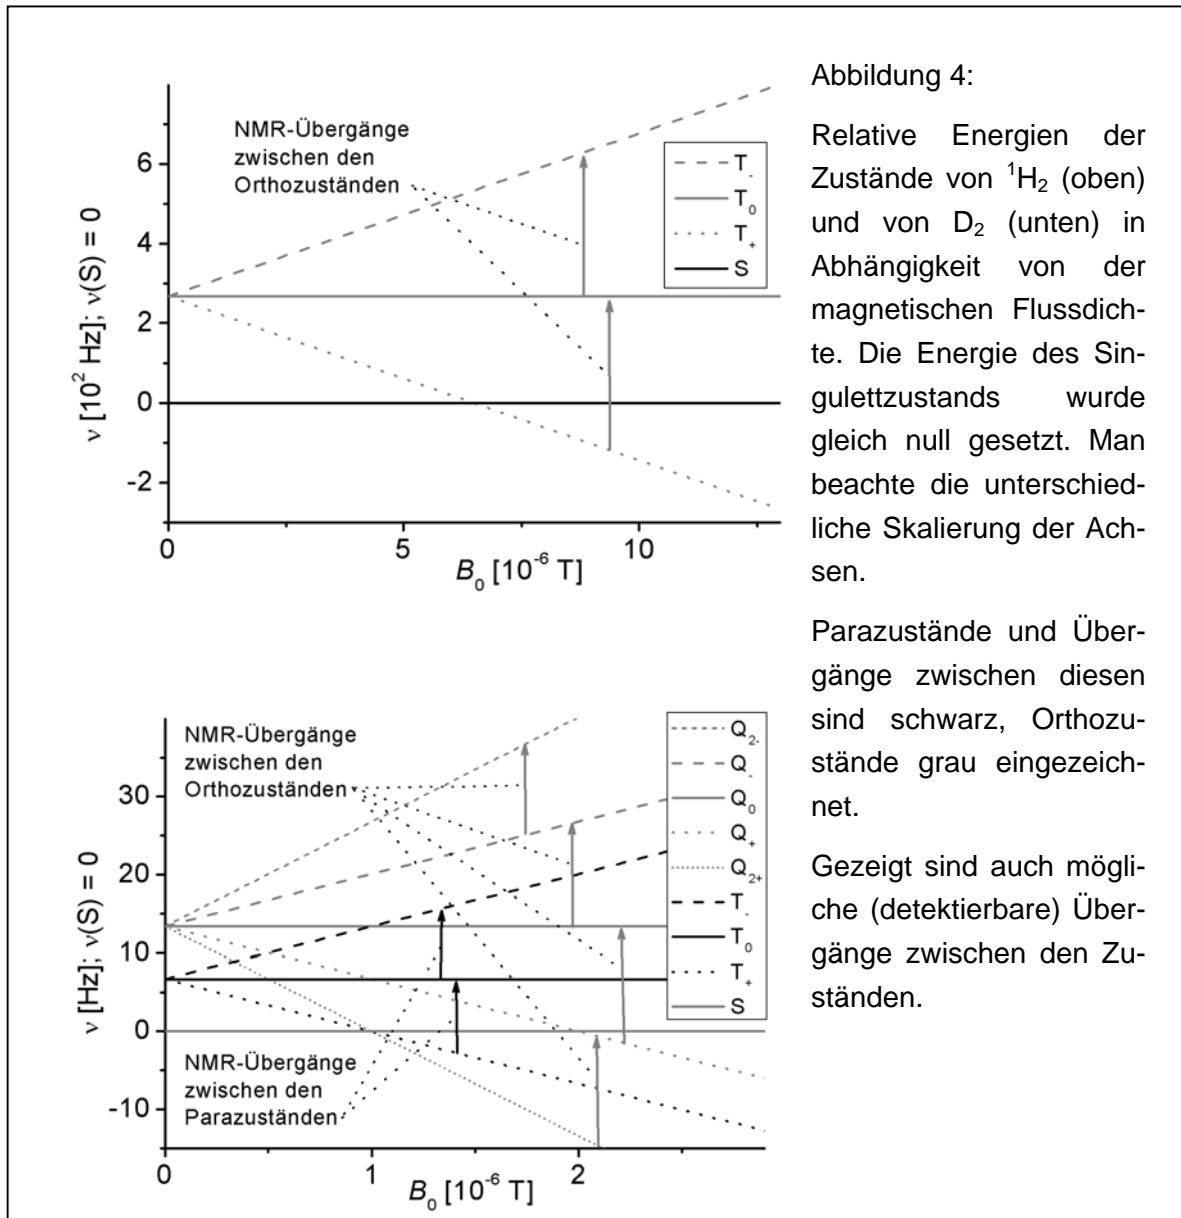 NMR-Übergänge
zwischen den
Orthozuständen
T-
T0
T+
S
ν [10² Hz]; ν(S) = 0
6
4
2
0
-2
0
5
10
B0 [10-6 T]
Abbildung 4:
Relative Energien der
Zustände von 1H2 (oben)
und von D2 (unten) in
Abhängigkeit von der
magnetischen Flussdich-
te. Die Energie des Sin-
gulettzustands wurde
gleich null gesetzt. Man
beachte die unterschied-
liche Skalierung der Ach-
sen.
Parazustände und Über-
gänge zwischen diesen
sind schwarz, Orthozu-
stände grau eingezeich-
net.
Gezeigt sind auch mögli-
che (detektierbare) Über-
gänge zwischen den Zu-
ständen.
NMR-Übergänge
zwischen den
Orthozuständen
Q2-
Q-
Q0
Q+
Q2+
T-
T0
T+
S
ν [Hz]; ν(S) = 0
30
20
10
0
-10
NMR-Übergänge
zwischen den
Parazuständen
0
1
2
B0 [10-6 T]